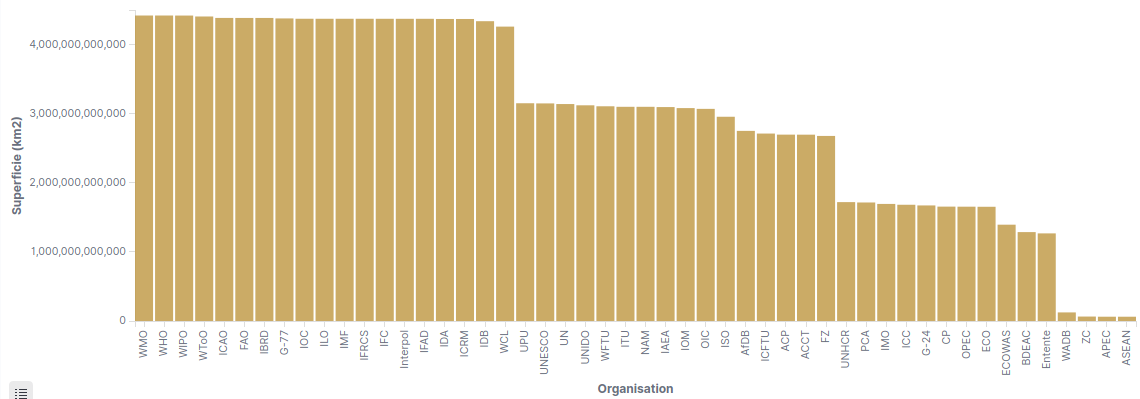 4,000,000,000,000
3,000,000,000,000
2,000,000,000,000
1,000,000,000,000
0
Superficie (km2)
WMO
WHO
WIPO
WToO
ICAO
FAO
IBRD
G-77
IOC
ILO
IMF
IFRCS
IFC
Interpol
IFAD
IDA
ICRM
IDB
WCL
UPU
UNESCO
UN
UNIDO
WFTU
ITU
NAM
IAEA
IOM
OIC
ISO
AfDB
ICFTU
ACP
ACCT
FZ
UNHCR
PCA
IMO
ICC
G-24
CP
OPEC
ECO
ECOWAS
BDEAC
Entente
WADB
ZC
APEC
ASEAN
Organisation